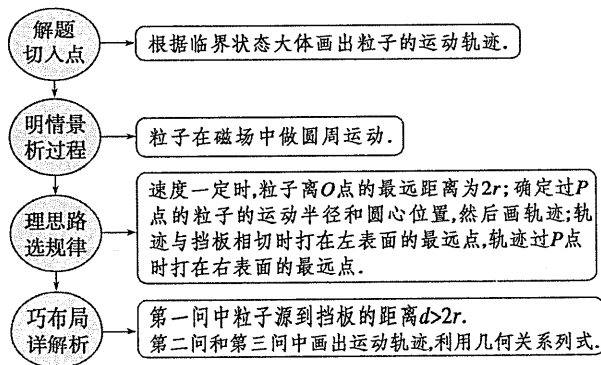 解题
切入点
根据临界状态大体画出粒子的运动轨迹.
明情景
析过程
粒子在磁场中做圆周运动.
理思路
选规律
速度一定时,粒子离O点的最远距离为2r;确定过P
点的粒子的运动半径和圆心位置,然后画轨迹;轨
迹与挡板相切时打在左表面的最远点,轨迹过P点
时打在右表面的最远点.
巧布局
详解析
第一问中粒子源到挡板的距离d>2r.
第二问和第三问中画出运动轨迹,利用几何关系列式.